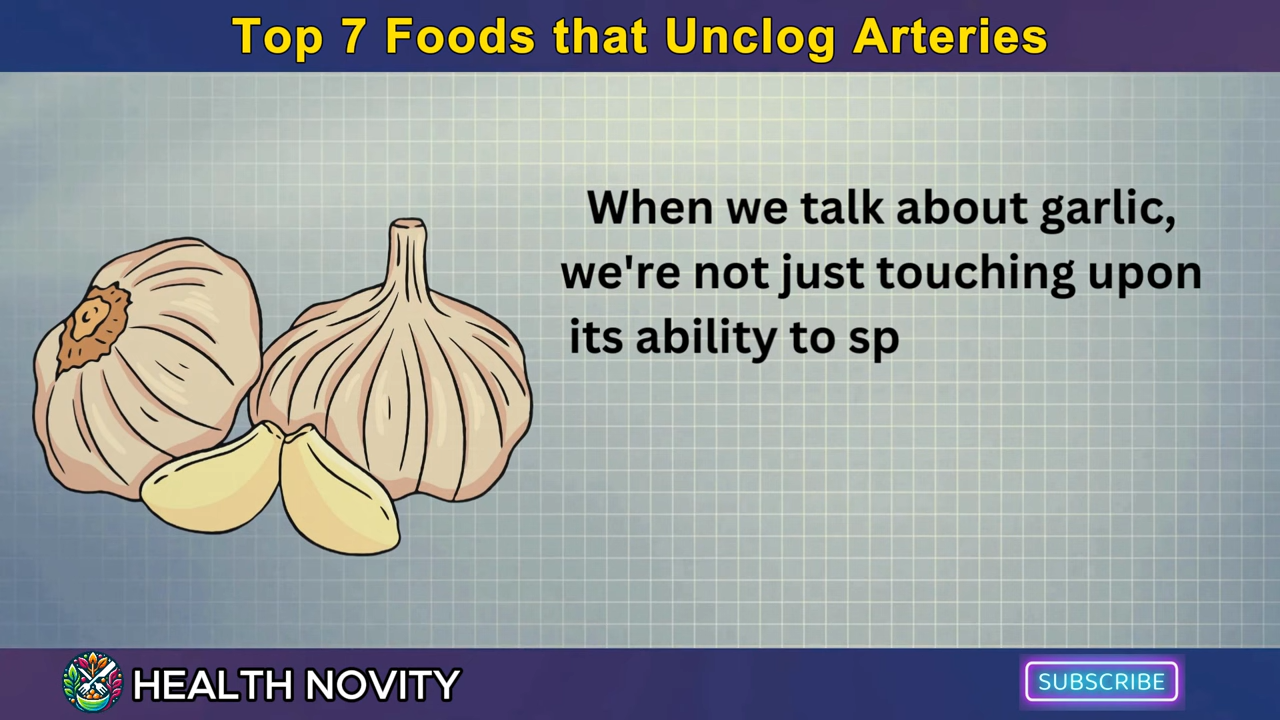 Top 7 Foods that Unclog Arteries
When we talk about garlic,
we're not just touching upon
its ability to sp
HEALTH NOVITY
SUBSCRIBE